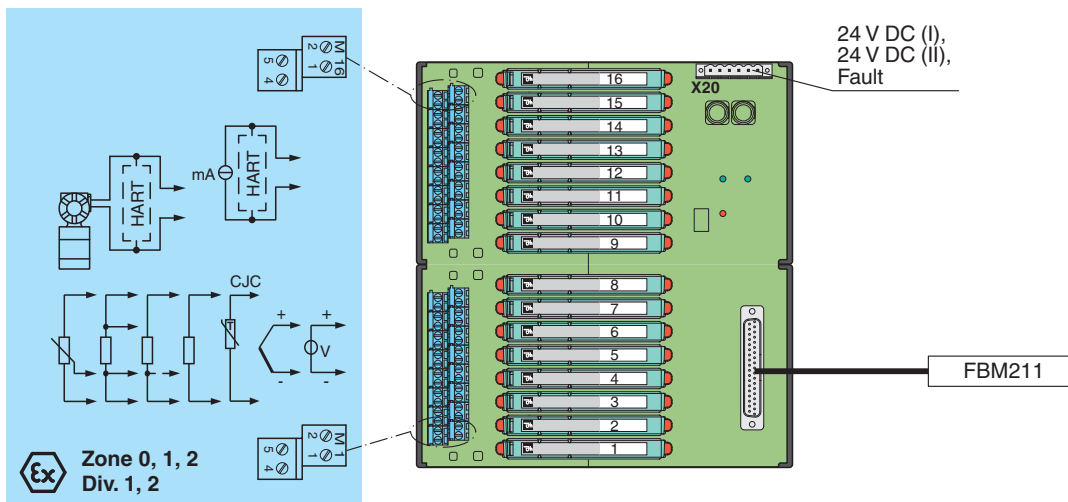 M 16
2 1
5 4
mA
HART
HART
CJC
+
-
+
V
-
M 1
2 1
5 4
Ex
Zone 0, 1, 2
Div. 1, 2
16
15
14
13
12
11
10
9
8
7
6
5
4
3
2
1
X20
24 V DC (I),
24 V DC (II),
Fault
FBM211